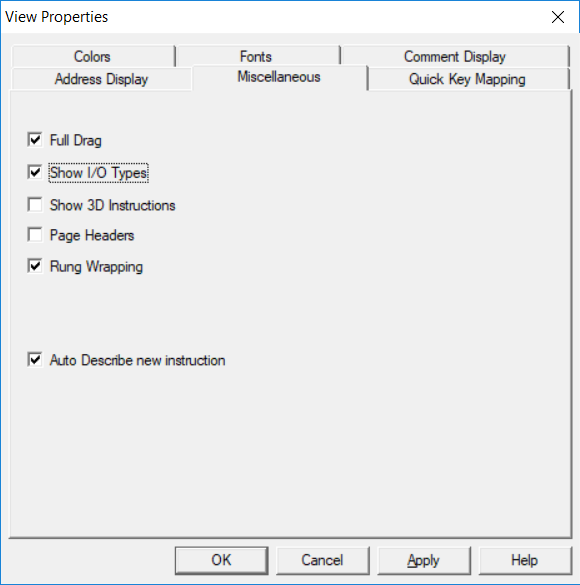 View Properties
Colors Fonts Comment Display
Address Display Miscellaneous Quick Key Mapping
Full Drag
Show I/O Types
Show 3D Instructions
Page Headers
Rung Wrapping
Auto Describe new instruction
OK Cancel Apply Help